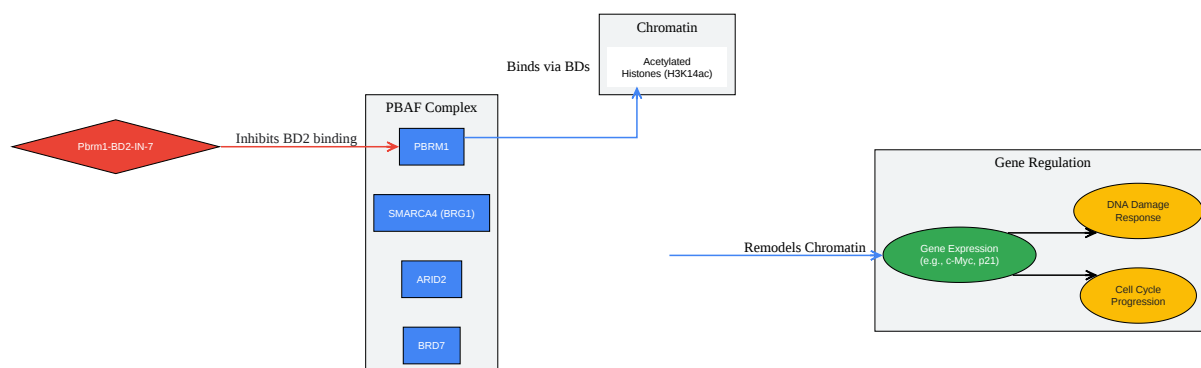 Chromatin
Acetylated
Histones (H3K14ac)
Binds via BDs
PBAF Complex
Pbrm1-BD2-IN-7
Inhibits BD2 binding
PBRM1
SMARCA4 (BRG1)
ARID2
BRD7
Remodels Chromatin
Gene Regulation
Gene Expression
(e.g., c-Myc, p21)
DNA Damage
Response
Cell Cycle
Progression